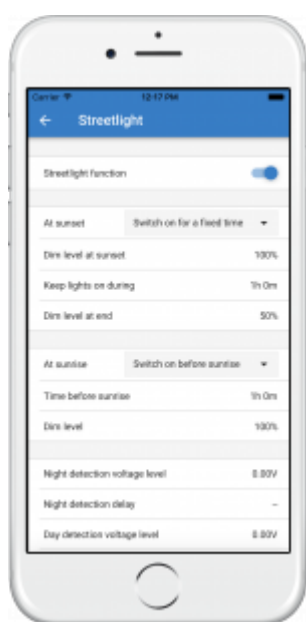 Carrier 12:17 PM
← Streetlight
Streetlight function
At sunset Switch on for a fixed time
Dim level at sunset 100%
Keep lights on during 1h 0m
Dim level at end 50%
At sunrise Switch on before sunrise
Time before sunrise 1h 0m
Dim level 100%
Night detection voltage level 0.00V
Night detection delay –
Day detection voltage level 0.00V